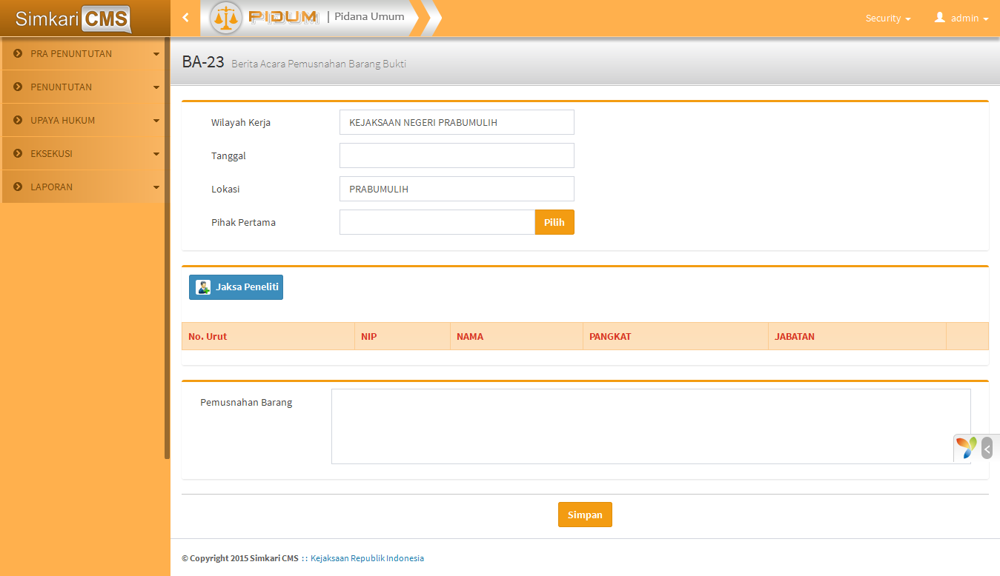 Simkari CMS
PIDUM | Pidana Umum
Security
admin
PRA PENUNTUTAN
PENUNTUTAN
UPAYA HUKUM
EKSEKUSI
LAPORAN
BA-23 Berita Acara Pemusnahan Barang Bukti
Wilayah Kerja KEJAKSAAN NEGERI PRABUMULIH
Tanggal
Lokasi PRABUMULIH
Pihak Pertama Pilih
Jaksa Peneliti
No. Urut NIP NAMA PANGKAT JABATAN
Pemusnahan Barang
Simpan
© Copyright 2015 Simkari CMS :: Kejaksaan Republik Indonesia